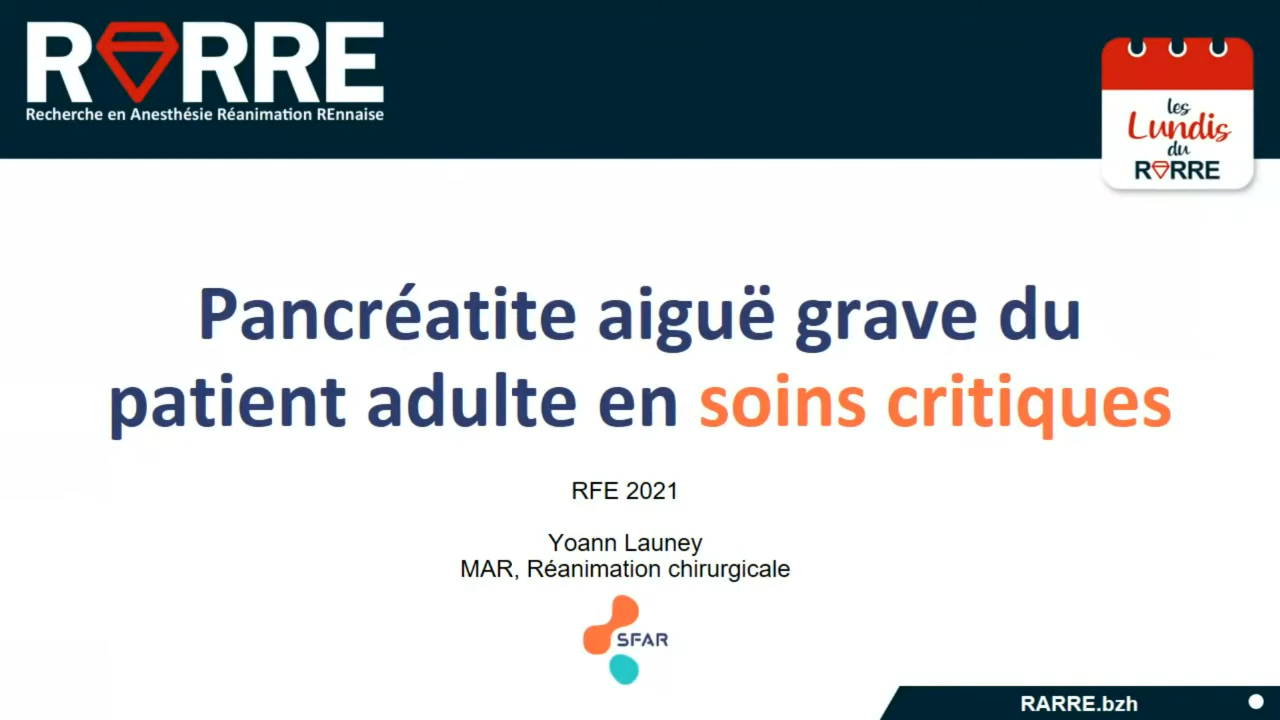 RARRE
Recherche en Anesthésie Réanimation REnnaise
les
Lundis
du
RARRE
Pancréatite aiguë grave du
patient adulte en soins critiques
RFE 2021
Yoann Launey
MAR, Réanimation chirurgicale
SFAR
RARRE.bzh